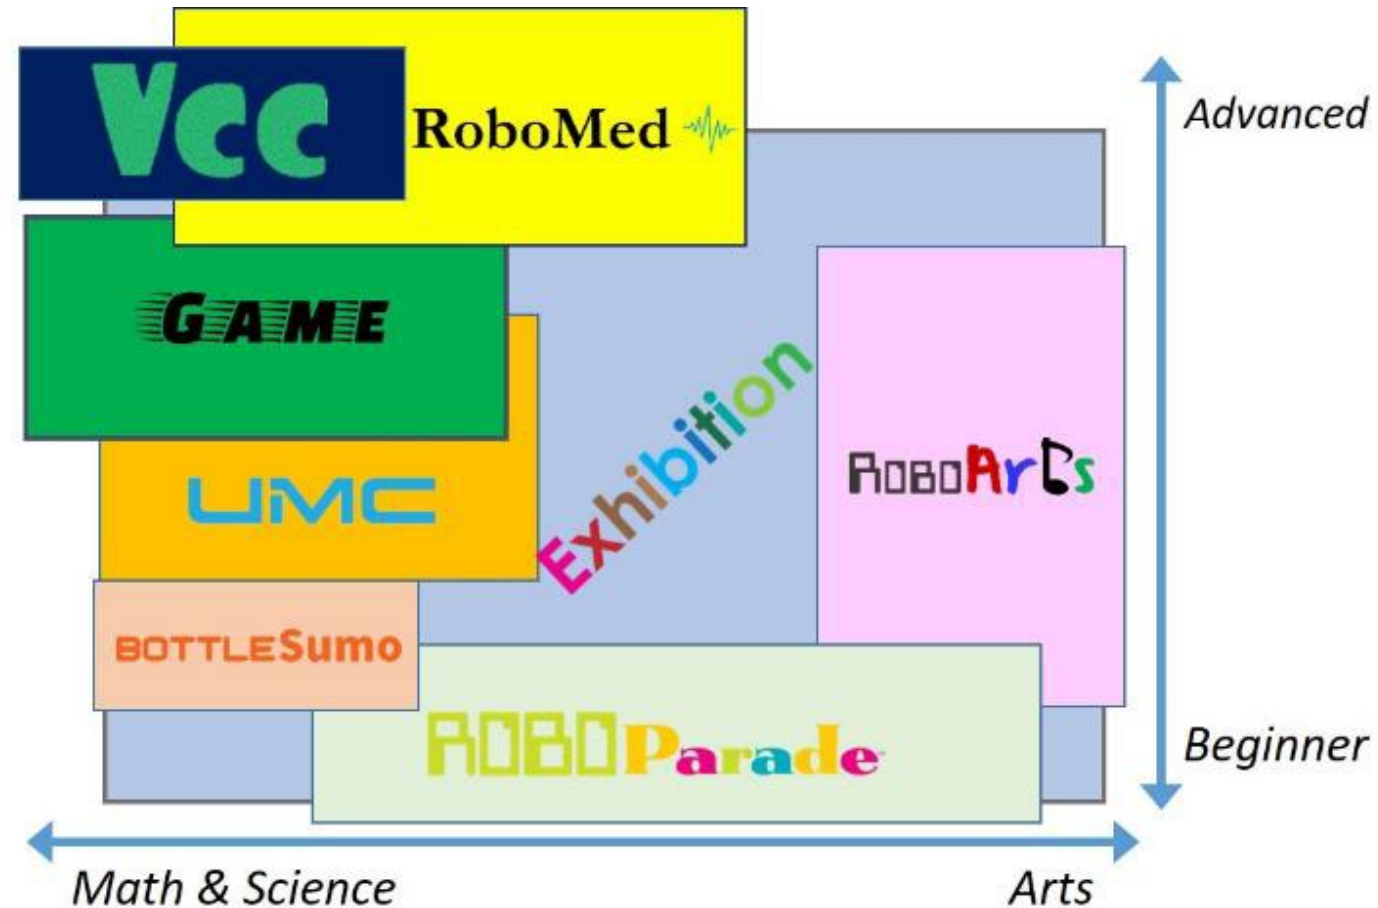 Vcc
RoboMed
Advanced
GAME
Exhibition
ROBOArts
UMC
BOTTLESumo
ROBOParade
Beginner
Math & Science
Arts